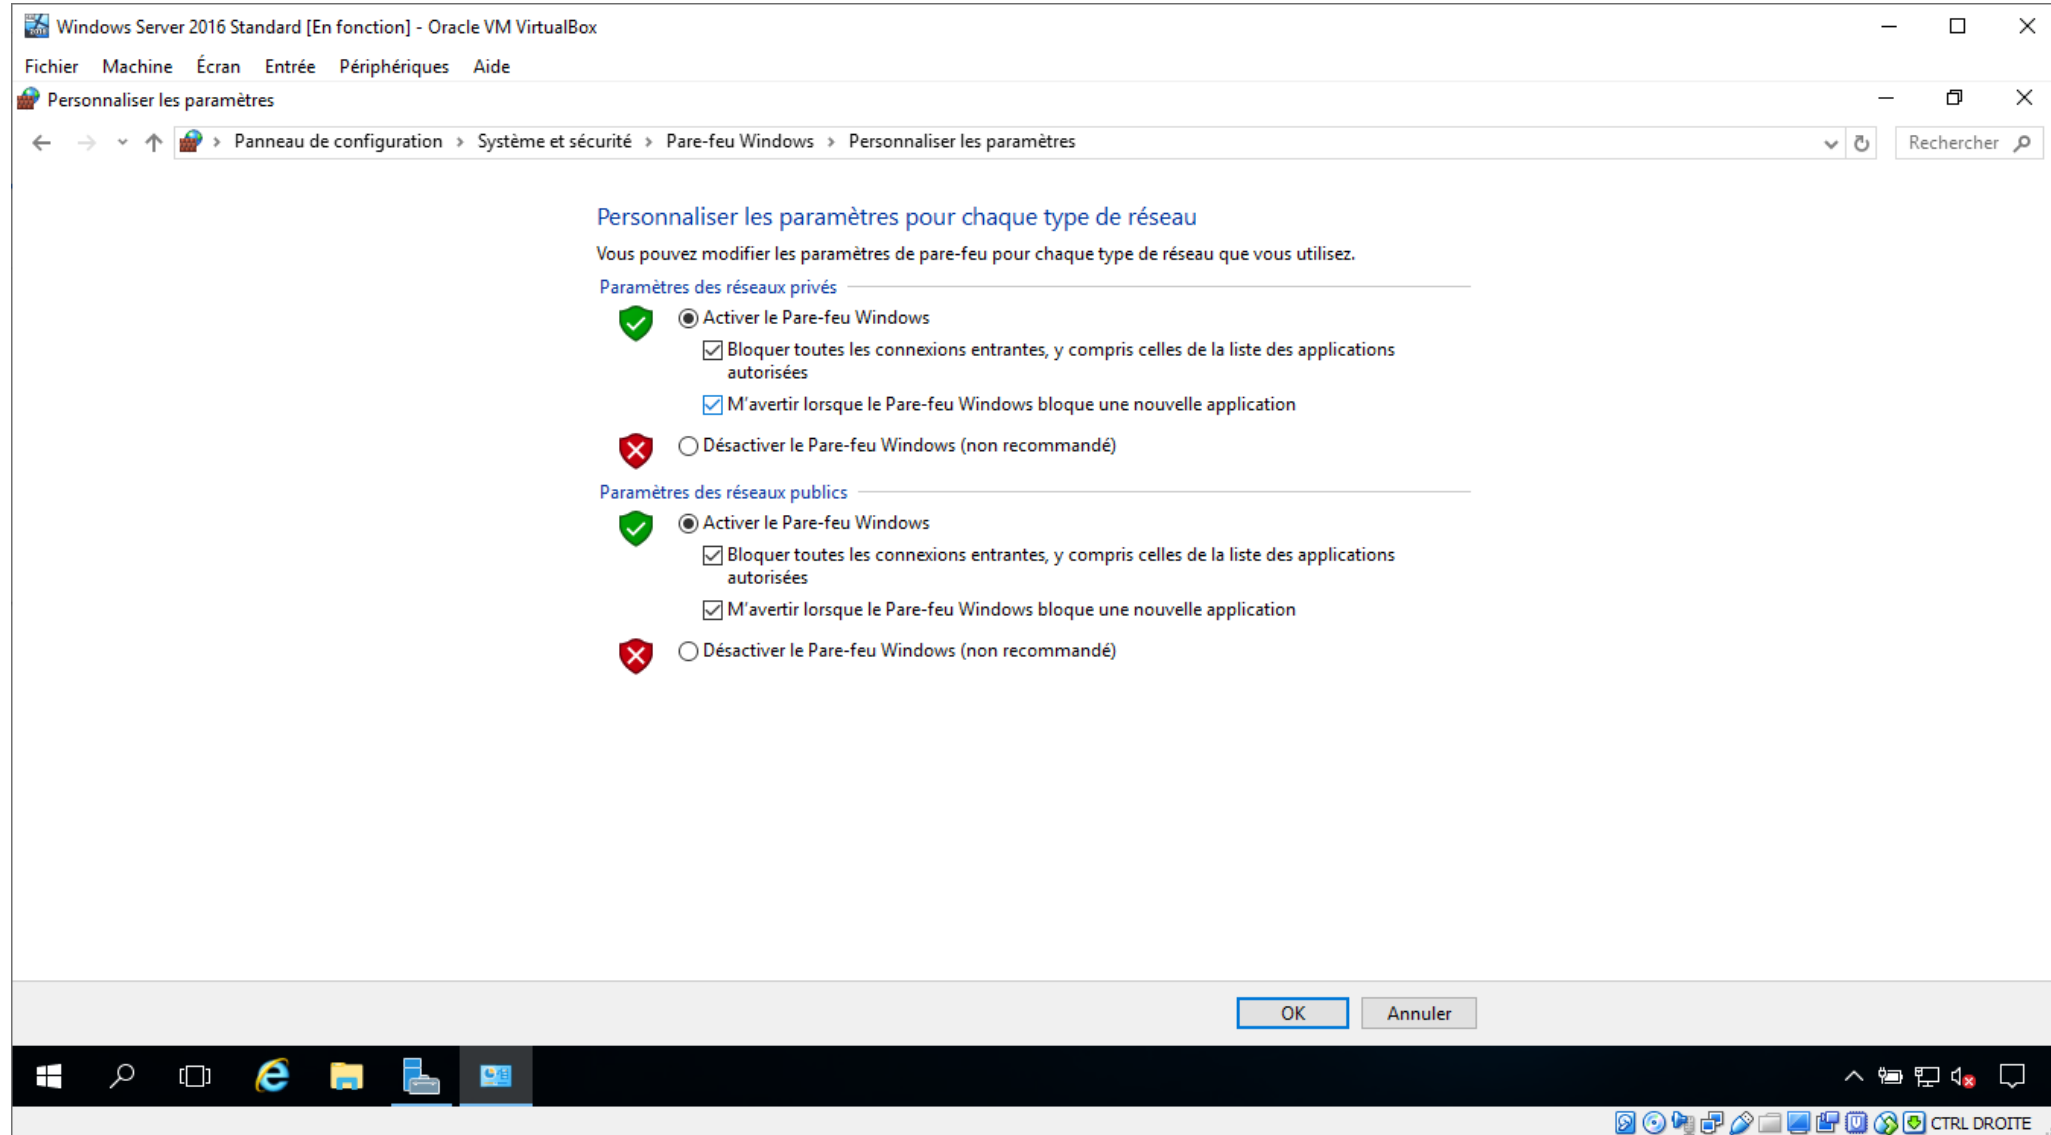 Windows Server 2016 Standard [En fonction] - Oracle VM VirtualBox
Fichier Machine Écran Entrée Périphériques Aide
Personnaliser les paramètres
Panneau de configuration > Système et sécurité > Pare-feu Windows > Personnaliser les paramètres
Rechercher
Personnaliser les paramètres pour chaque type de réseau
Vous pouvez modifier les paramètres de pare-feu pour chaque type de réseau que vous utilisez.
Paramètres des réseaux privés
Activer le Pare-feu Windows
Bloquer toutes les connexions entrantes, y compris celles de la liste des applications
autorisées
M'avertir lorsque le Pare-feu Windows bloque une nouvelle application
Désactiver le Pare-feu Windows (non recommandé)
Paramètres des réseaux publics
Activer le Pare-feu Windows
Bloquer toutes les connexions entrantes, y compris celles de la liste des applications
autorisées
M'avertir lorsque le Pare-feu Windows bloque une nouvelle application
Désactiver le Pare-feu Windows (non recommandé)
OK Annuler
CTRL DROITE